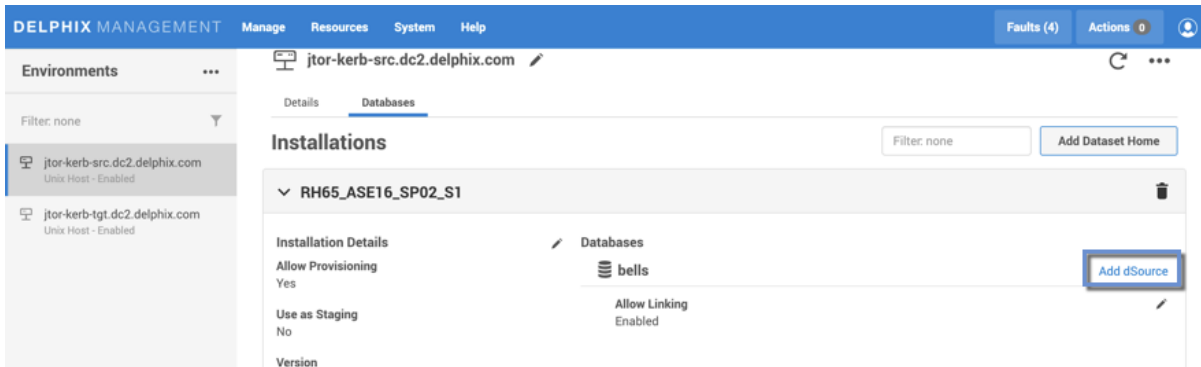 DELPHIX MANAGEMENT Manage Resources System Help Faults (4) Actions 0
Environments
jtor-kerb-src.dc2.delphix.com
Details Databases
Filter: none
Installations Filter: none Add Dataset Home
jtor-kerb-src.dc2.delphix.com
Unix Host - Enabled
RH65_ASE16_SP02_S1
jtor-kerb-tgt.dc2.delphix.com
Unix Host - Enabled
Installation Details
Allow Provisioning
Yes
Use as Staging
No
Version
Databases
bells Add dSource
Allow Linking
Enabled